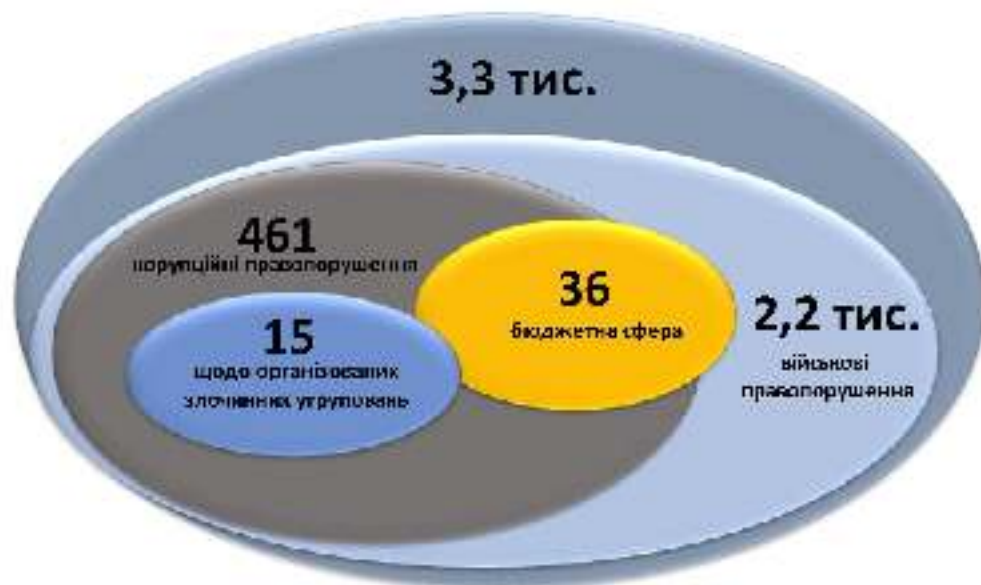 3,3 тис.
461
корупційні правопорушення
36
бюджетна сфера
15
щодо організованих
злочинних угруповань
2,2 тис.
військові
правопорушення